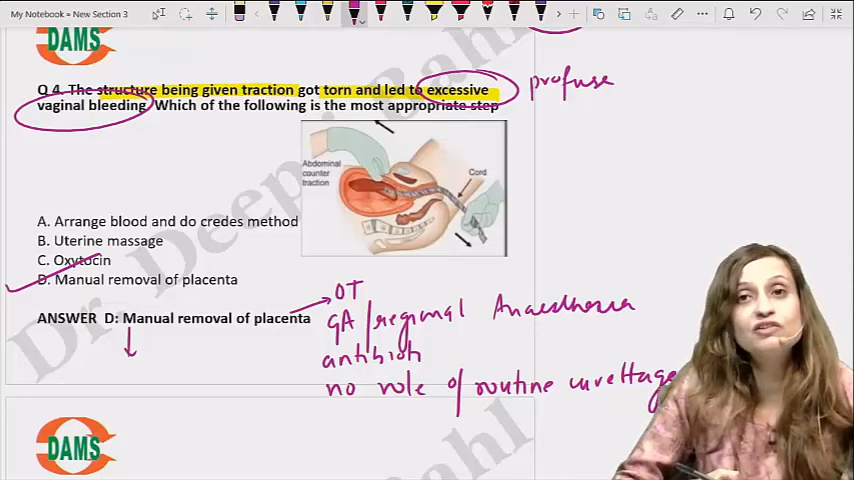 My Notebook » New Section 3
DAMS
Q 4. The structure being given traction got torn and led to excessive
profuse
vaginal bleeding. Which of the following is the most appropriate step
Abdominal
counter
traction
Cord
A. Arrange blood and do credes method
B. Uterine massage
C. Oxytocin
D. Manual removal of placenta
OT
ANSWER D: Manual removal of placenta
GA/regional Anaesthesia
antibioti
no role of routine curettage
DAMS